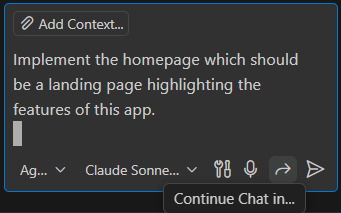 Add Context...
Implement the homepage which should
be a landing page highlighting the
features of this app.
Ag... Claude Sonne...
Continue Chat in...